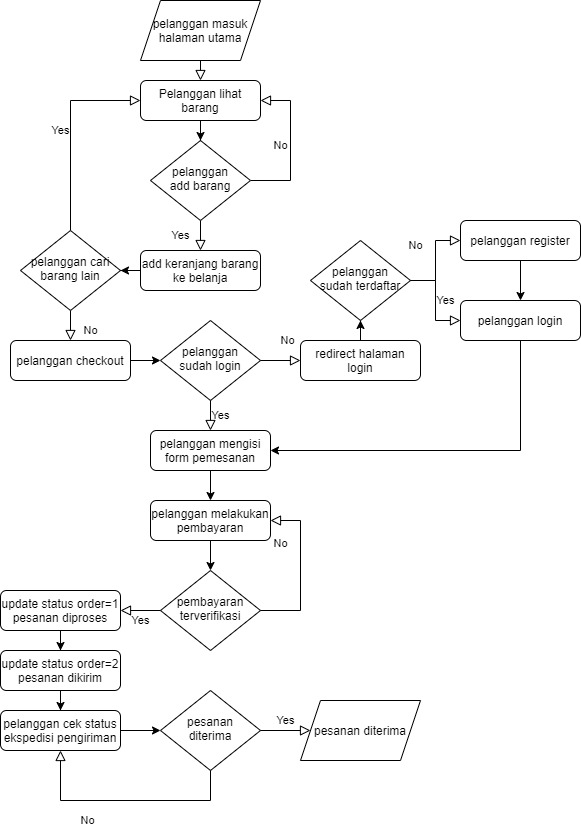 pelanggan masuk
halaman utama
Pelanggan lihat
barang
Yes
No
pelanggan
add barang
Yes
pelanggan cari
barang lain
add keranjang barang
ke belanja
No
pelanggan
sudah terdaftar
No
pelanggan register
Yes
pelanggan login
pelanggan checkout
pelanggan
sudah login
No
redirect halaman
login
Yes
pelanggan mengisi
form pemesanan
pelanggan melakukan
pembayaran
No
pembayaran
terverifikasi
Yes
update status order=1
pesanan diproses
update status order=2
pesanan dikirim
pelanggan cek status
ekspedisi pengiriman
pesanan
diterima
Yes
pesanan diterima
No